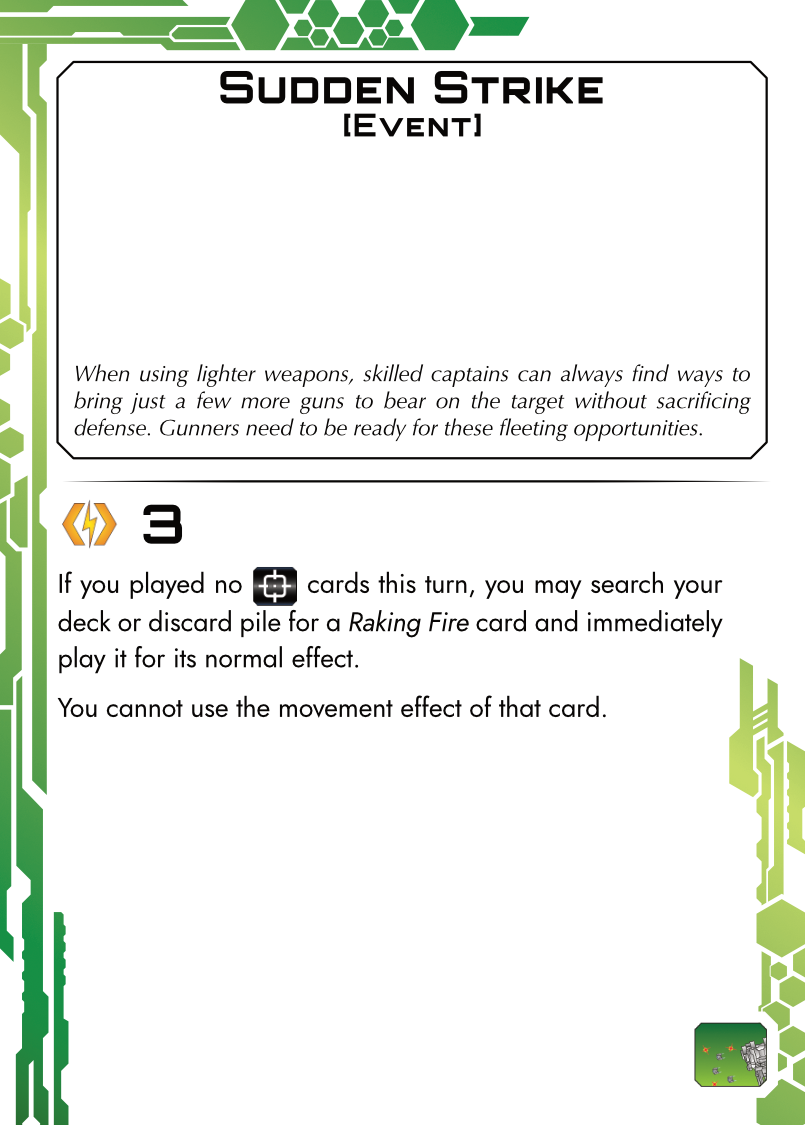 Sudden Strike
[Event]
When using lighter weapons, skilled captains can always find ways to
bring just a few more guns to bear on the target without sacrificing
defense. Gunners need to be ready for these fleeting opportunities.
3
If you played no cards this turn, you may search your
deck or discard pile for a Raking Fire card and immediately
play it for its normal effect.
You cannot use the movement effect of that card.